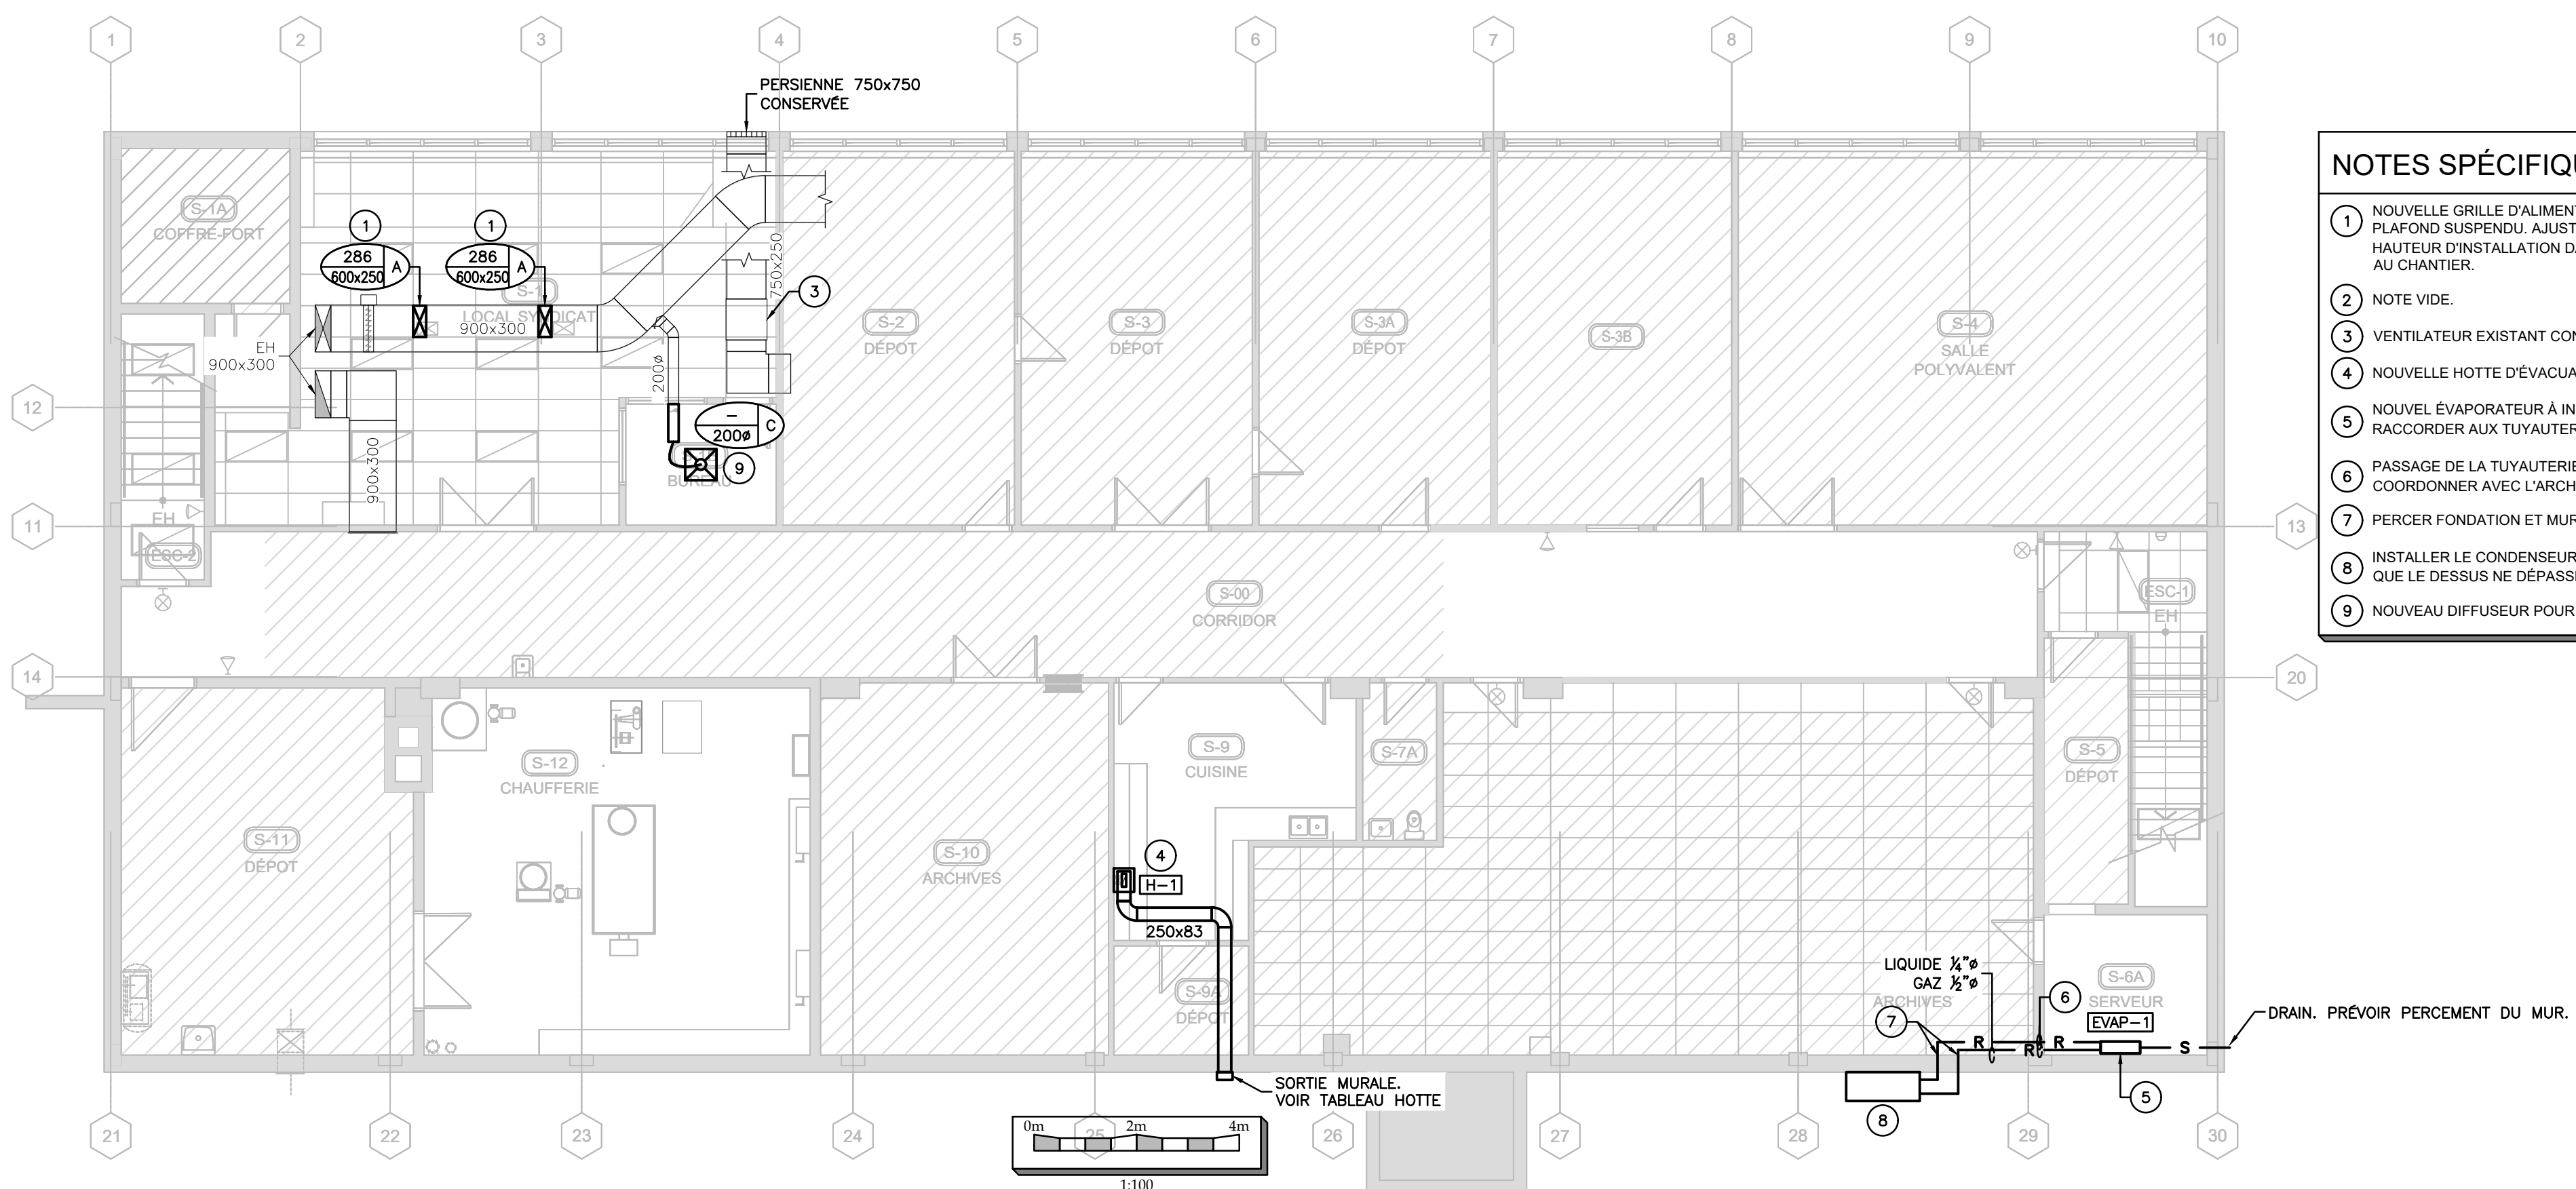 1
2
3
4
5
6
7
8
9
10
PERSIENNE 750x750
CONSERVÉE
S-1A
COFFRE-FORT
1
286
600x250
A
1
286
600x250
A
LOCAL SYNDICAT
900x300
750x250
3
EH
900x300
200ø
–
200ø
C
9
BUREAU
900x300
S-2
DÉPOT
S-3
DÉPOT
S-3A
DÉPOT
S-3B
S-4
SALLE
POLYVALENT
12
11
EH
ESC-2
13
S-00
CORRIDOR
ESC-1
EH
14
20
S-11
DÉPOT
S-12
CHAUFFERIE
S-10
ARCHIVES
S-9
CUISINE
S-7A
S-5
DÉPOT
4
H-1
250x83
S-9A
DÉPOT
SORTIE MURALE.
VOIR TABLEAU HOTTE
LIQUIDE ¼"ø
GAZ ½"ø
ARCHIVES
S-6A
SERVEUR
6
EVAP-1
7
R
R
R
S
DRAIN. PRÉVOIR PERCEMENT DU MUR.
5
8
21
22
23
24
25
26
27
28
29
30
0m 2m 4m
1:100
NOTES SPÉCIFIQU
1 NOUVELLE GRILLE D'ALIMENT
PLAFOND SUSPENDU. AJUST
HAUTEUR D'INSTALLATION DA
AU CHANTIER.
2 NOTE VIDE.
3 VENTILATEUR EXISTANT CON
4 NOUVELLE HOTTE D'ÉVACUA
5 NOUVEL ÉVAPORATEUR À IN
RACCORDER AUX TUYAUTER
6 PASSAGE DE LA TUYAUTERIE
COORDONNER AVEC L'ARCH
7 PERCER FONDATION ET MUR
8 INSTALLER LE CONDENSEUR
QUE LE DESSUS NE DÉPASSE
9 NOUVEAU DIFFUSEUR POUR